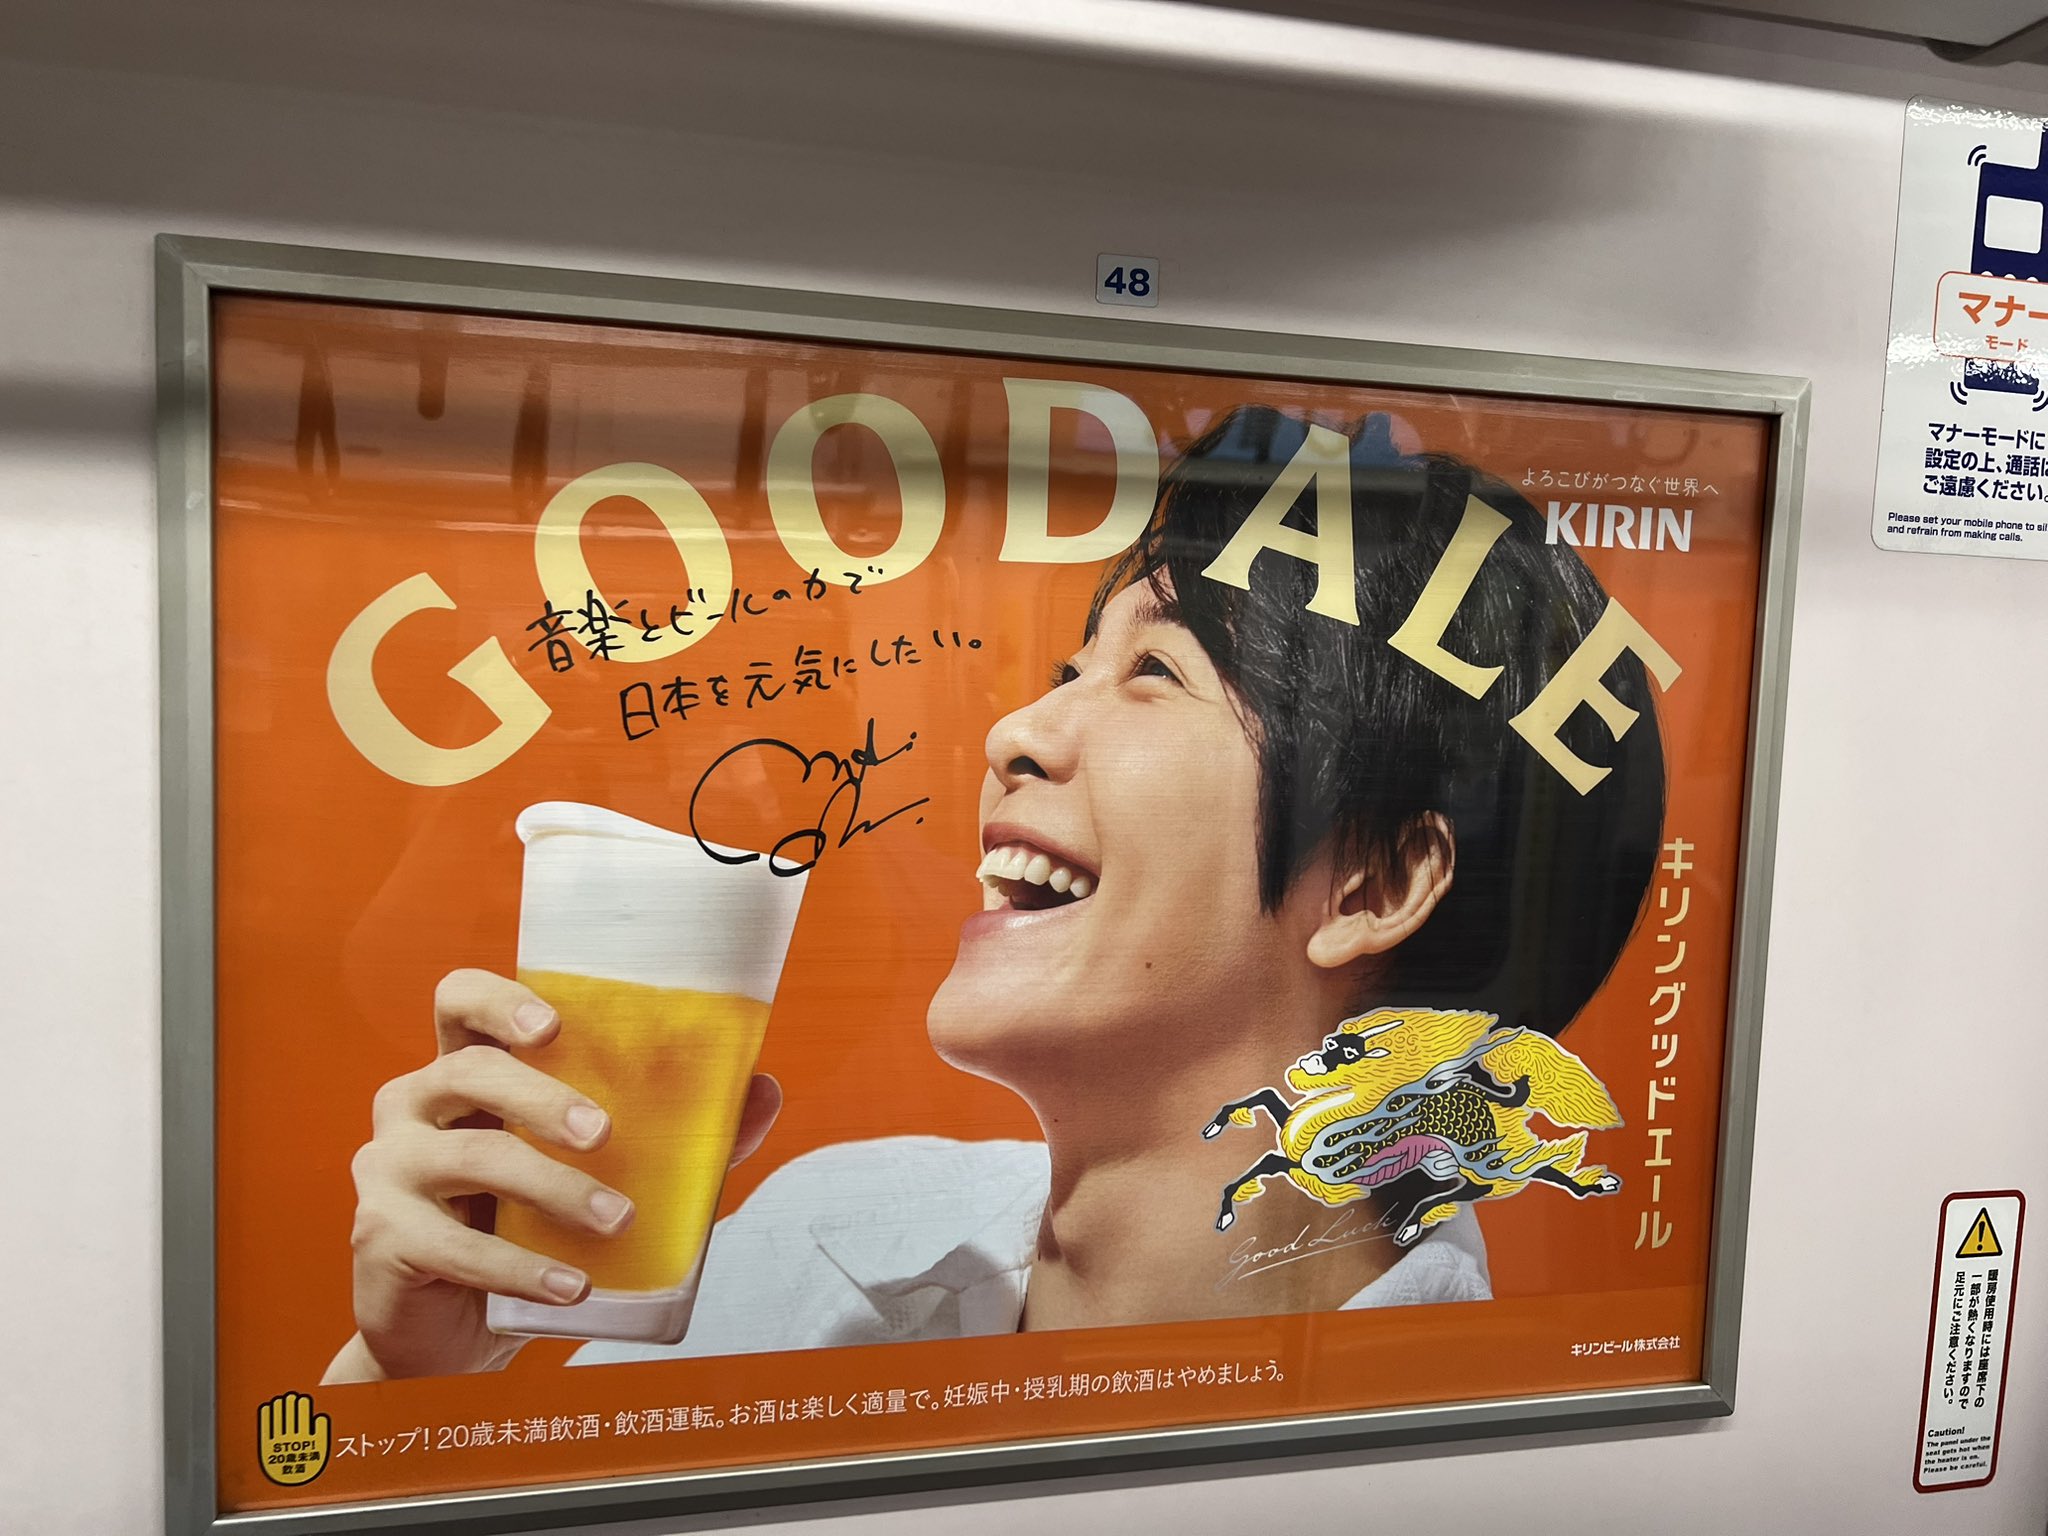 48
GOOD ALE
よろこびがつなぐ世界へ
KIRIN
音楽とビールの力で
日本を元気にしたい。
キリングッドエール
Good Luck
キリンビール株式会社
STOP!
20歳未満
飲酒
ストップ!20歳未満飲酒・飲酒運転。お酒は楽しく適量で。妊娠中・授乳期の飲酒はやめましょう。
マナー
モード
マナーモードに
設定の上、通話は
ご遠慮ください。
Please set your mobile phone to sil
and refrain from making calls.
暖房使用時には座席下の
一部が熱くなりますので
足元にご注意ください。
Caution!
The panel under the
seat gets hot when
the heater is on.
Please be careful.